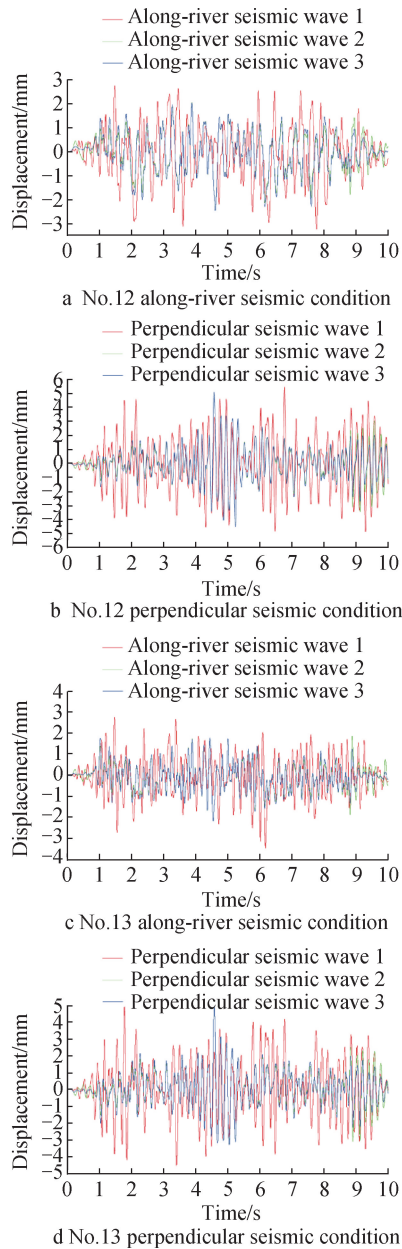 Along-river seismic wave 1
Along-river seismic wave 2
Along-river seismic wave 3
Displacement/mm
3
2
1
0
−1
−2
−3
0 1 2 3 4 5 6 7 8 9 10
Time/s
a No.12 along-river seismic condition
Perpendicular seismic wave 1
Perpendicular seismic wave 2
Perpendicular seismic wave 3
Displacement/mm
6
5
4
3
2
1
0
−1
−2
−3
−4
−5
−6
0 1 2 3 4 5 6 7 8 9 10
Time/s
b No.12 perpendicular seismic condition
Along-river seismic wave 1
Along-river seismic wave 2
Along-river seismic wave 3
Displacement/mm
4
3
2
1
0
−1
−2
−3
−4
0 1 2 3 4 5 6 7 8 9 10
Time/s
c No.13 along-river seismic condition
Perpendicular seismic wave 1
Perpendicular seismic wave 2
Perpendicular seismic wave 3
Displacement/mm
5
4
3
2
1
0
−1
−2
−3
−4
−5
0 1 2 3 4 5 6 7 8 9 10
Time/s
d No.13 perpendicular seismic condition